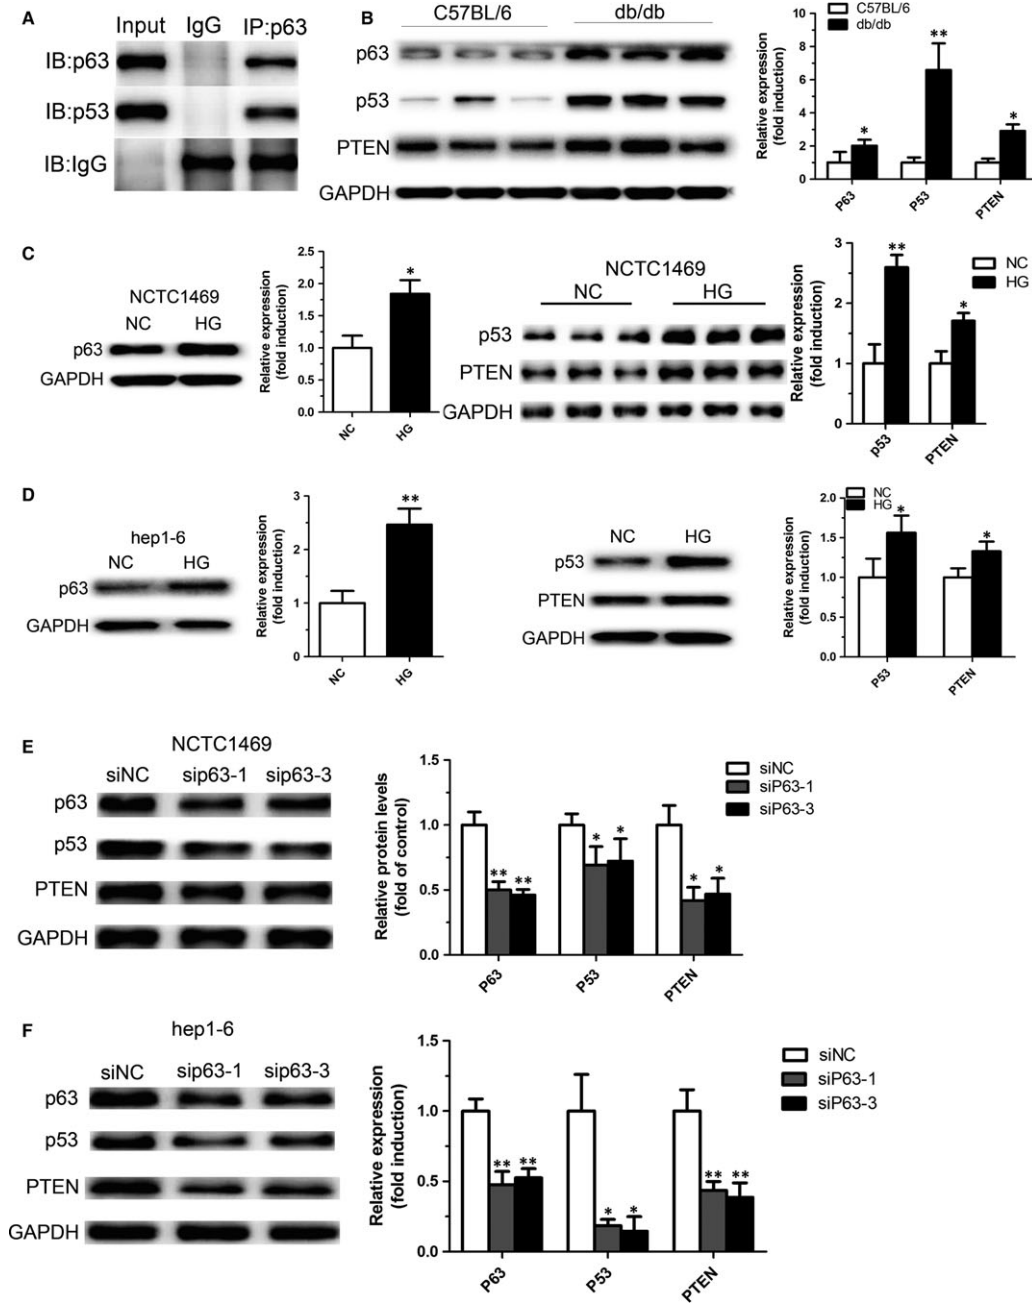 A
Input IgG IP:p63
IB:p63
IB:p53
IB:IgG
B
C57BL/6 db/db
p63
p53
PTEN
GAPDH
Relative expression
(fold induction)
C57BL/6
db/db
10
8
6
4
2
0
* ** *
P63 P53 PTEN
C
NCTC1469
NC HG
p63
GAPDH
Relative expression
(fold induction)
2.5
2.0
1.5
1.0
0.5
0.0
*
NC HG
NCTC1469
NC HG
p53
PTEN
GAPDH
Relative expression
(fold induction)
3
2
1
0
** *
p53 PTEN
NC
HG
D
hep1-6
NC HG
p63
GAPDH
Relative expression
(fold induction)
3
2
1
0
**
NC HG
NC HG
p53
PTEN
GAPDH
Relative expression
(fold induction)
2.0
1.5
1.0
0.5
0.0
NC
HG
* *
P53 PTEN
E
NCTC1469
siNC sip63-1 sip63-3
p63
p53
PTEN
GAPDH
Relative protein levels
(fold of control)
1.5
1.0
0.5
0.0
** ** * * * *
P63 P53 PTEN
siNC
siP63-1
siP63-3
F
hep1-6
siNC sip63-1 sip63-3
p63
p53
PTEN
GAPDH
Relative expression
(fold induction)
1.5
1.0
0.5
0.0
** ** * * ** **
P63 P53 PTEN
siNC
siP63-1
siP63-3